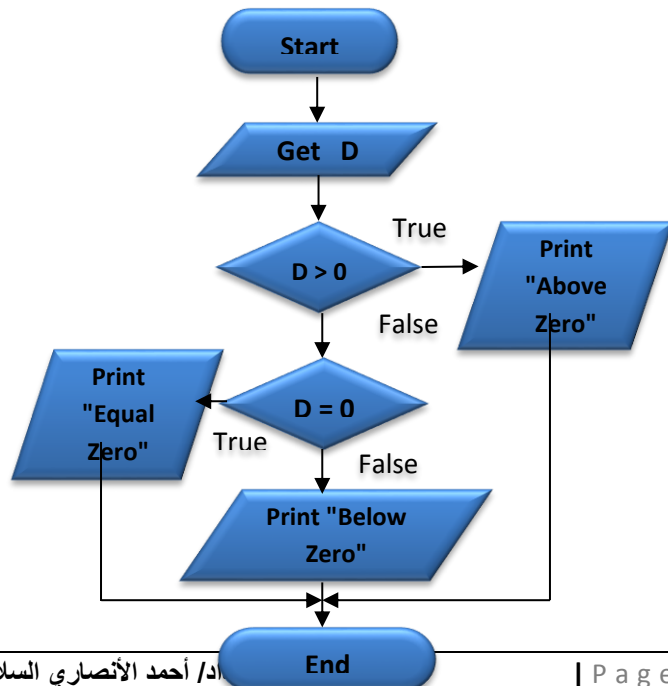 Start
Get D
D > 0
True
Print
"Above
Zero"
False
Print
"Equal
Zero"
D = 0
True
False
Print "Below
Zero"
End
أحمد الأنصاري
| Page